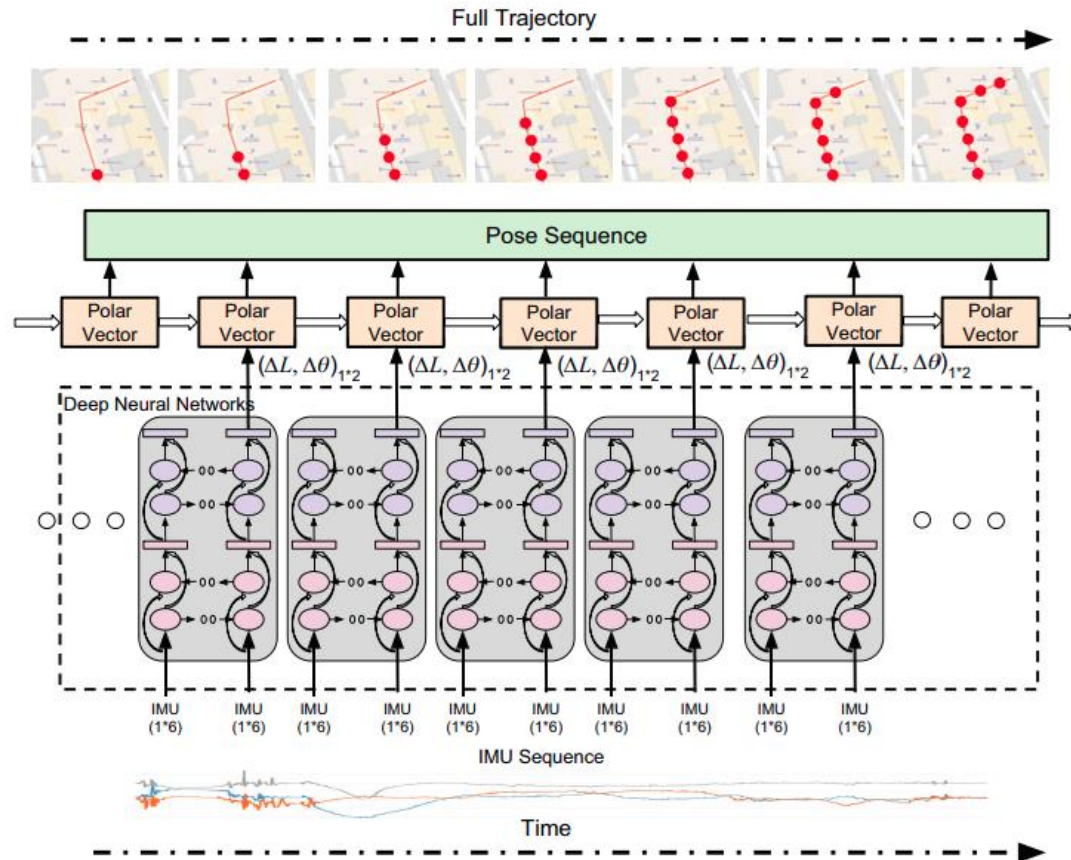 Full Trajectory
Pose Sequence
Polar Vector
Polar Vector
Polar Vector
Polar Vector
Polar Vector
Polar Vector
Polar Vector
(ΔL, Δθ)1*2
(ΔL, Δθ)1*2
(ΔL, Δθ)1*2
(ΔL, Δθ)1*2
(ΔL, Δθ)1*2
Deep Neural Networks
IMU (1*6)
IMU (1*6)
IMU (1*6)
IMU (1*6)
IMU (1*6)
IMU (1*6)
IMU (1*6)
IMU (1*6)
IMU (1*6)
IMU (1*6)
IMU Sequence
Time